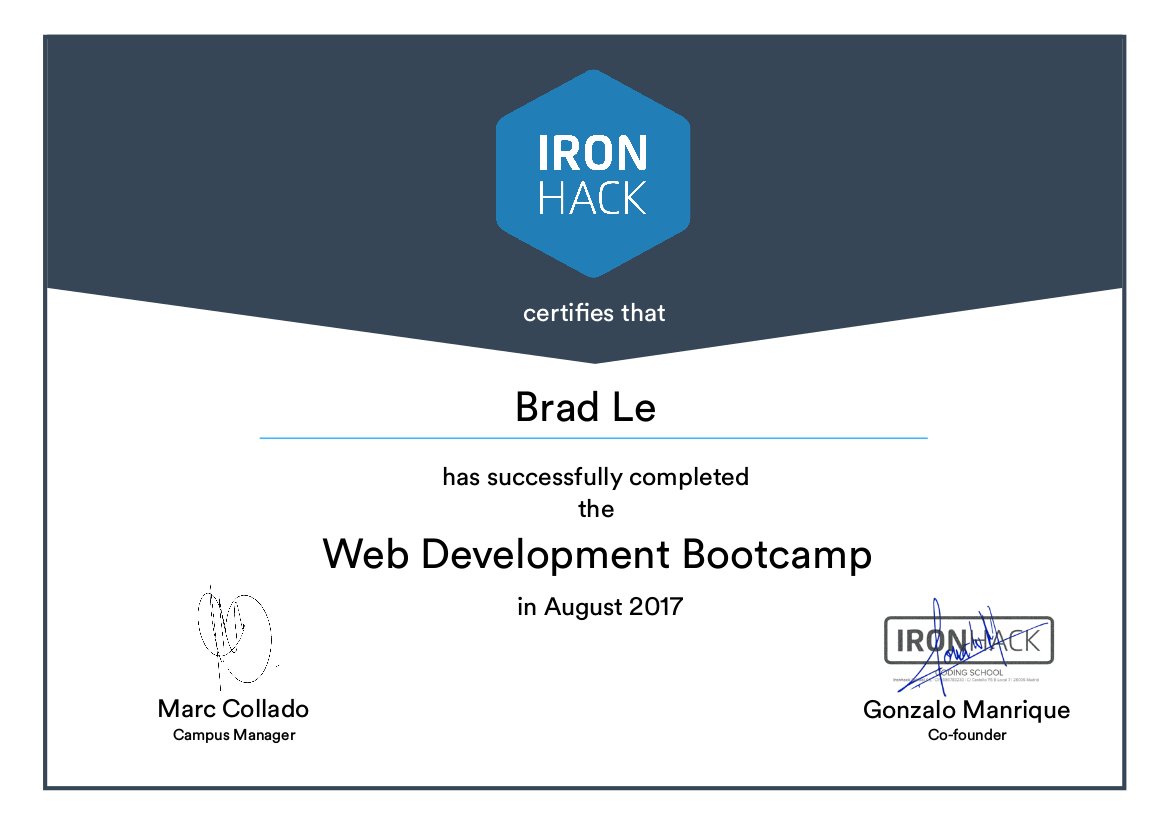 IRON
HACK
certifies that
Brad Le
has successfully completed
the
Web Development Bootcamp
in August 2017
IRONHACK
CODING SCHOOL
Marc Collado
Campus Manager
Gonzalo Manrique
Co-founder